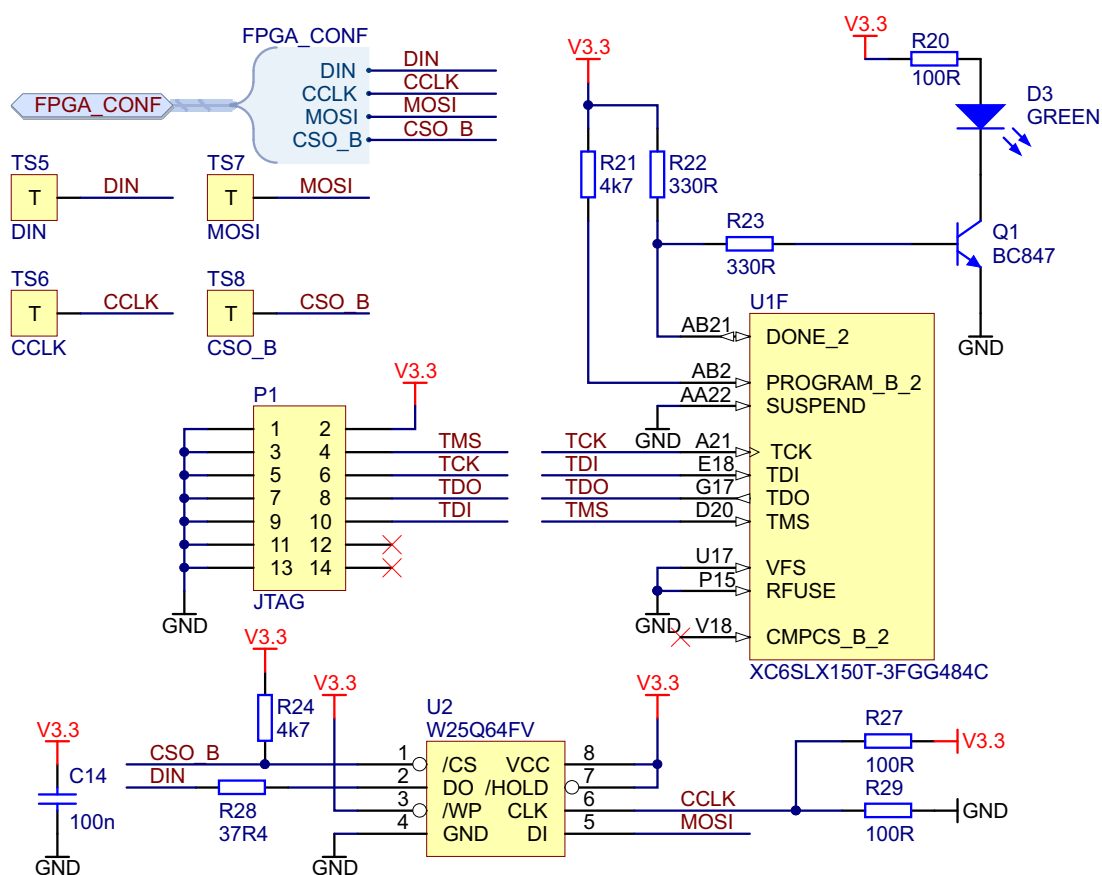 FPGA_CONF
FPGA_CONF
DIN DIN
CCLK CCLK
MOSI MOSI
CSO_B CSO_B
TS5
T DIN
DIN
TS7
T MOSI
MOSI
TS6
T CCLK
CCLK
TS8
T CSO_B
CSO_B
V3.3
R21
4k7
R22
330R
R23
330R
V3.3
R20
100R
D3
GREEN
Q1
BC847
GND
U1F
AB21 DONE_2
AB2 PROGRAM_B_2
AA22 SUSPEND
GND
TCK A21 TCK
TDI E18 TDI
TDO G17 TDO
TMS D20 TMS
U17 VFS
P15 RFUSE
GND
V18 CMPCS_B_2
XC6SLX150T-3FGG484C
V3.3
P1
1 2
3 4 TMS
5 6 TCK
7 8 TDO
9 10 TDI
11 12
13 14
JTAG
GND
V3.3
C14
100n
GND
V3.3
R24
4k7
V3.3
CSO_B
DIN
R28
37R4
GND
U2
W25Q64FV
1 /CS VCC 8
2 DO /HOLD 7
3 /WP CLK 6
4 GND DI 5
V3.3
CCLK
MOSI
R27
100R
V3.3
R29
100R
GND